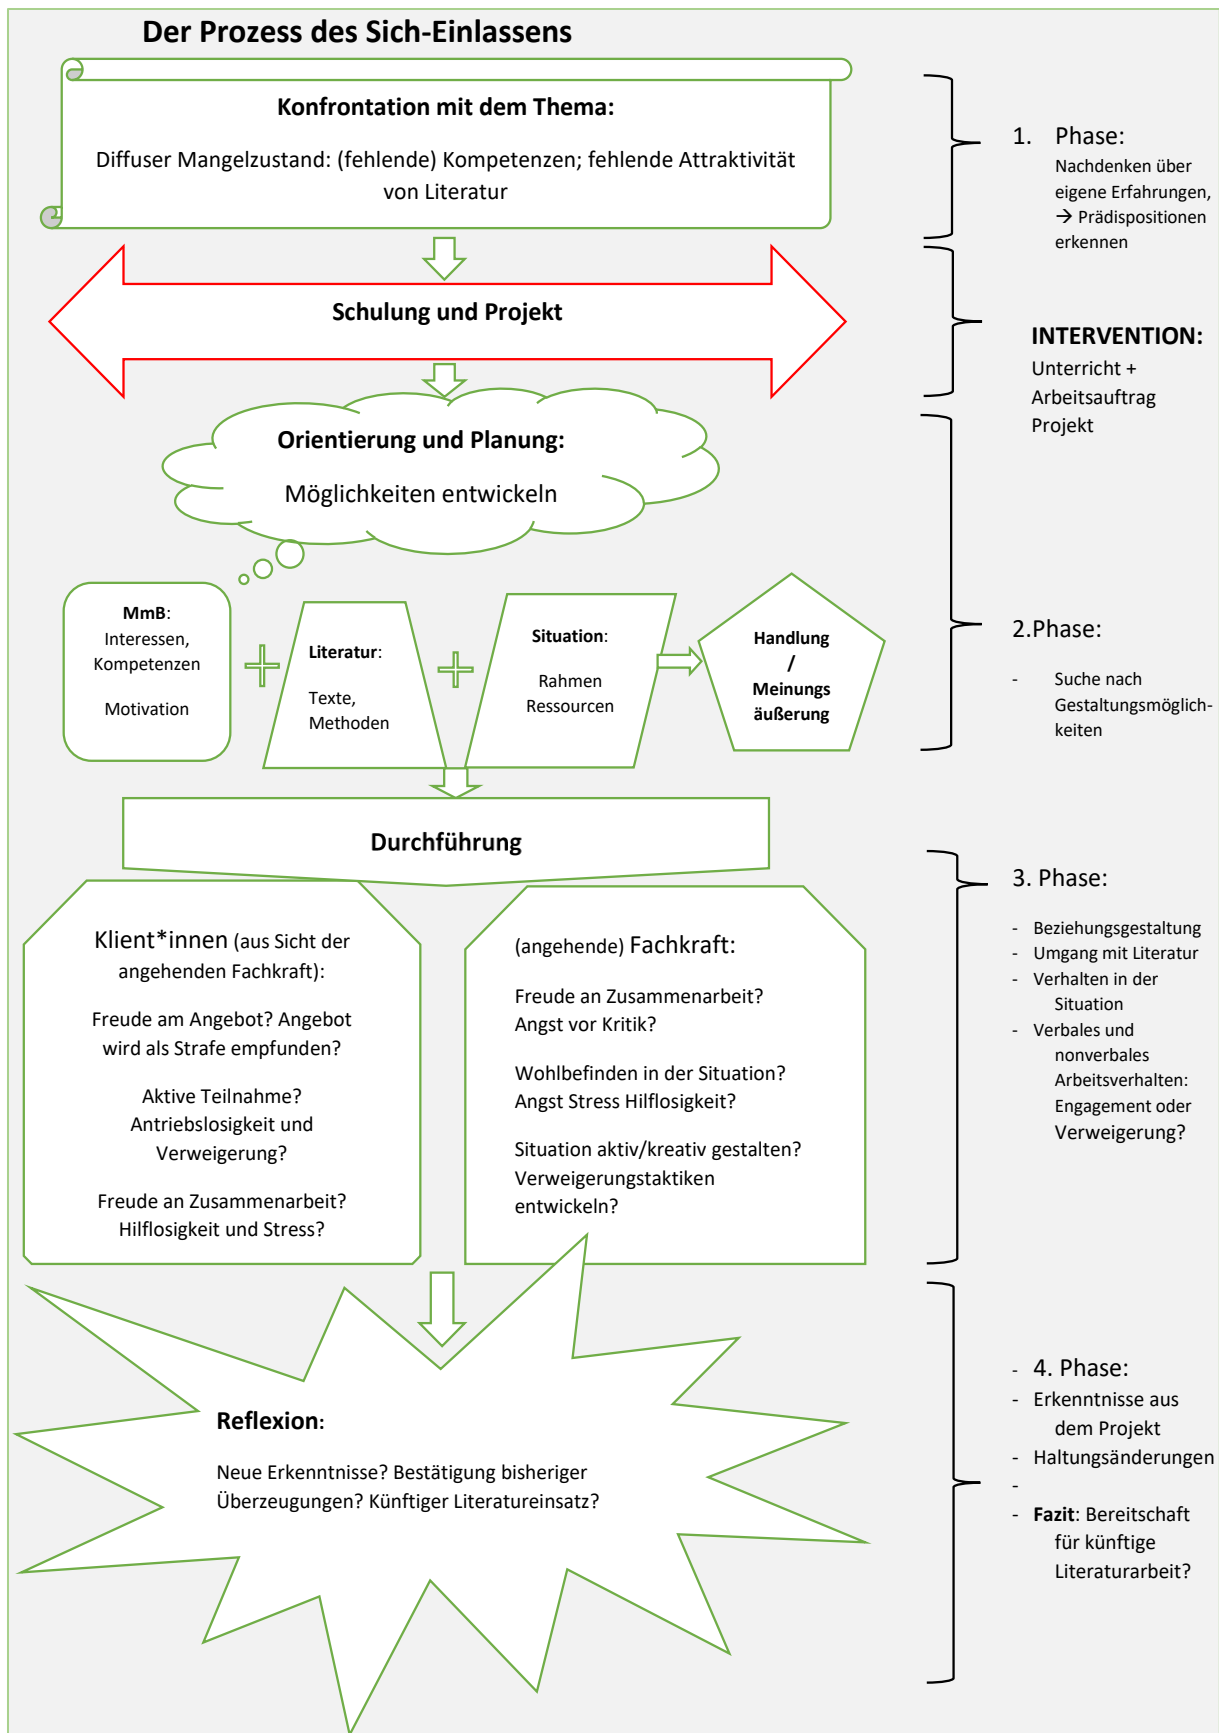 Der Prozess des Sich-Einlassens
Konfrontation mit dem Thema:
Diffuser Mangelzustand: (fehlende) Kompetenzen; fehlende Attraktivität
von Literatur
1. Phase:
Nachdenken über
eigene Erfahrungen,
→ Prädispositionen
erkennen
Schulung und Projekt
INTERVENTION:
Unterricht +
Arbeitsauftrag
Projekt
Orientierung und Planung:
Möglichkeiten entwickeln
MmB:
Interessen,
Kompetenzen
Motivation
Literatur:
Texte,
Methoden
Situation:
Rahmen
Ressourcen
Handlung
/
Meinungs
äußerung
2.Phase:
- Suche nach
Gestaltungsmöglich-
keiten
Durchführung
Klient*innen (aus Sicht der
angehenden Fachkraft):
Freude am Angebot? Angebot
wird als Strafe empfunden?
Aktive Teilnahme?
Antriebslosigkeit und
Verweigerung?
Freude an Zusammenarbeit?
Hilflosigkeit und Stress?
(angehende) Fachkraft:
Freude an Zusammenarbeit?
Angst vor Kritik?
Wohlbefinden in der Situation?
Angst Stress Hilflosigkeit?
Situation aktiv/kreativ gestalten?
Verweigerungstaktiken
entwickeln?
3. Phase:
- Beziehungsgestaltung
- Umgang mit Literatur
- Verhalten in der
Situation
- Verbales und
nonverbales
Arbeitsverhalten:
Engagement oder
Verweigerung?
Reflexion:
Neue Erkenntnisse? Bestätigung bisheriger
Überzeugungen? Künftiger Literatureinsatz?
- 4. Phase:
- Erkenntnisse aus
dem Projekt
- Haltungsänderungen
-
- Fazit: Bereitschaft
für künftige
Literaturarbeit?